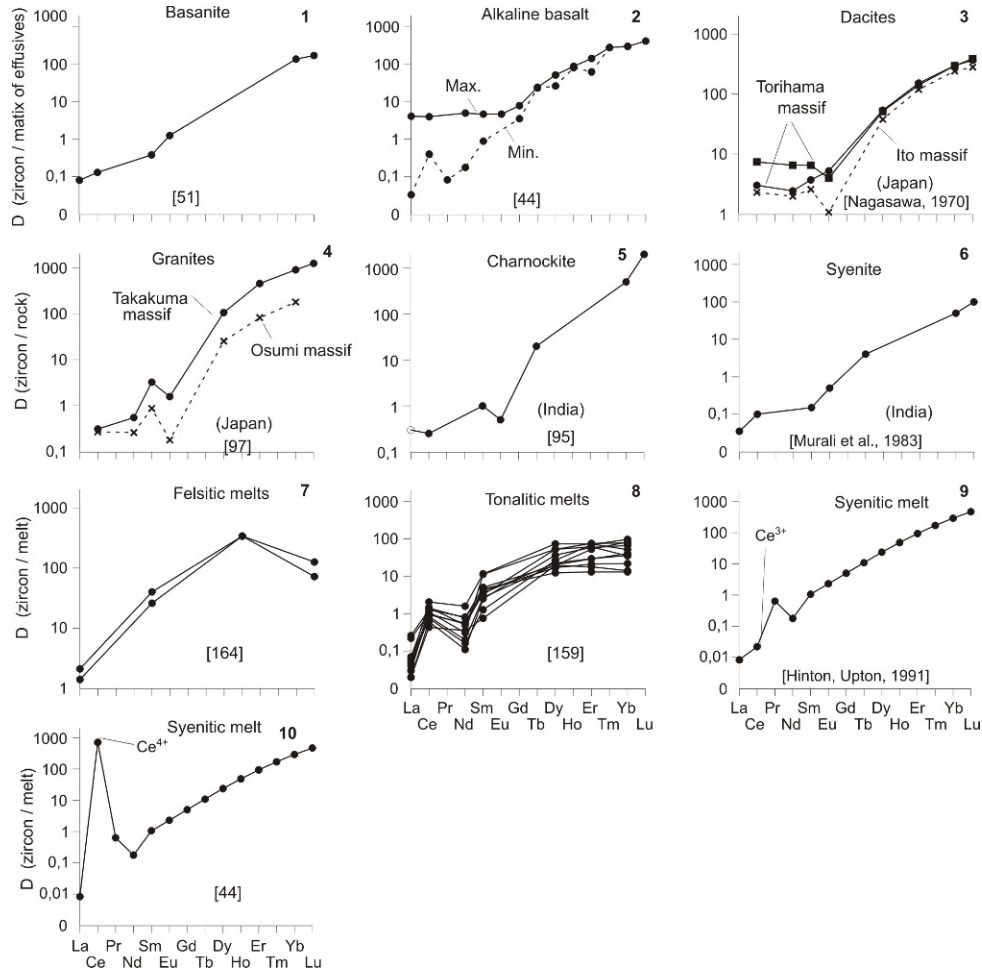 Basanite 1
1000
100
10
1
0,1
0
D (zircon / matix of effusives)
[51]
Alkaline basalt 2
1000
100
10
1
0,1
0
Max.
Min.
[44]
Dacites 3
1000
100
10
1
Torihama
massif
Ito massif
(Japan)
[Nagasawa, 1970]
Granites 4
1000
100
10
1
0,1
D (zircon / rock)
Takakuma
massif
Osumi massif
(Japan)
[97]
Charnockite 5
1000
100
10
1
0,1
(India)
[95]
Syenite 6
1000
100
10
1
0,1
0
(India)
[Murali et al., 1983]
Felsitic melts 7
1000
100
10
1
D (zircon / melt)
[164]
Tonalitic melts 8
1000
100
10
1
0,1
0
[159]
La Pr Sm Gd Dy Er Yb
Ce Nd Eu Tb Ho Tm Lu
Syenitic melt 9
1000
100
10
1
0,1
0,01
0
Ce3+
[Hinton, Upton, 1991]
La Pr Sm Gd Dy Er Yb
Ce Nd Eu Tb Ho Tm Lu
Syenitic melt 10
1000
100
10
1
0,1
0,01
0
D (zircon / melt)
Ce4+
[44]
La Pr Sm Gd Dy Er Yb
Ce Nd Eu Tb Ho Tm Lu